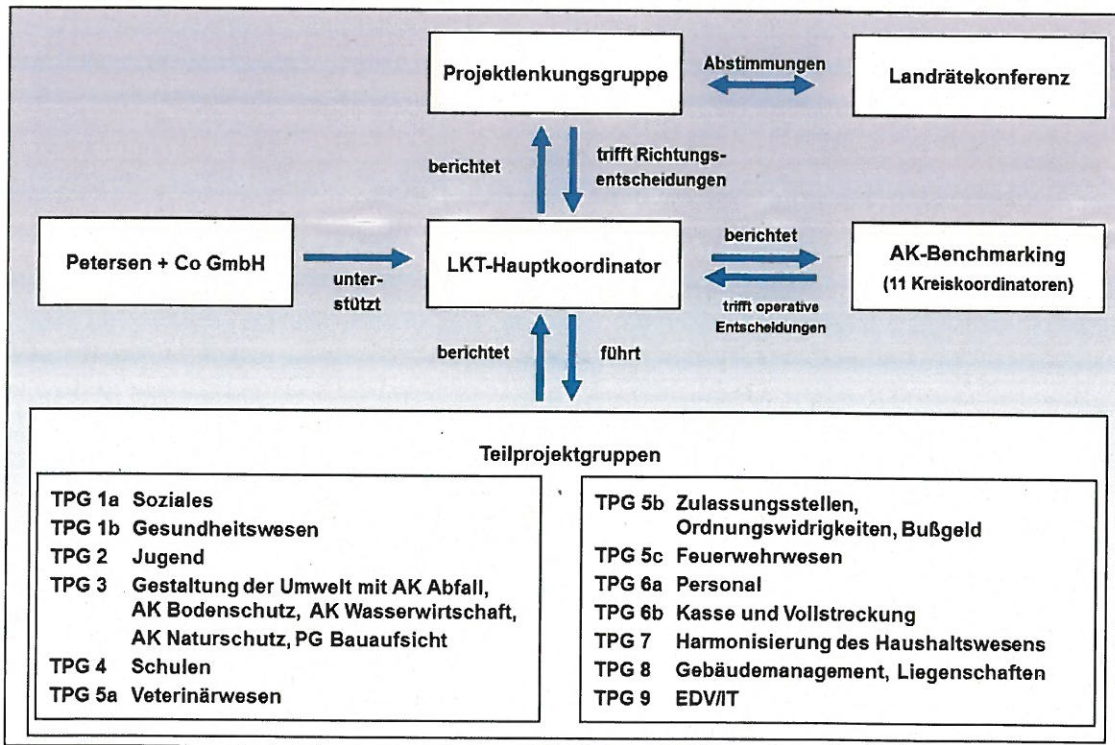 Projektlenkungsgruppe
Abstimmungen
Landrätekonferenz
berichtet
trifft Richtungs-
entscheidungen
Petersen + Co GmbH
unter-
stützt
LKT-Hauptkoordinator
berichtet
trifft operative
Entscheidungen
AK-Benchmarking
(11 Kreiskoordinatoren)
berichtet
führt
Teilprojektgruppen
TPG 1a Soziales
TPG 1b Gesundheitswesen
TPG 2 Jugend
TPG 3 Gestaltung der Umwelt mit AK Abfall,
AK Bodenschutz, AK Wasserwirtschaft,
AK Naturschutz, PG Bauaufsicht
TPG 4 Schulen
TPG 5a Veterinärwesen
TPG 5b Zulassungsstellen,
Ordnungswidrigkeiten, Bußgeld
TPG 5c Feuerwehrwesen
TPG 6a Personal
TPG 6b Kasse und Vollstreckung
TPG 7 Harmonisierung des Haushaltswesens
TPG 8 Gebäudemanagement, Liegenschaften
TPG 9 EDV/IT